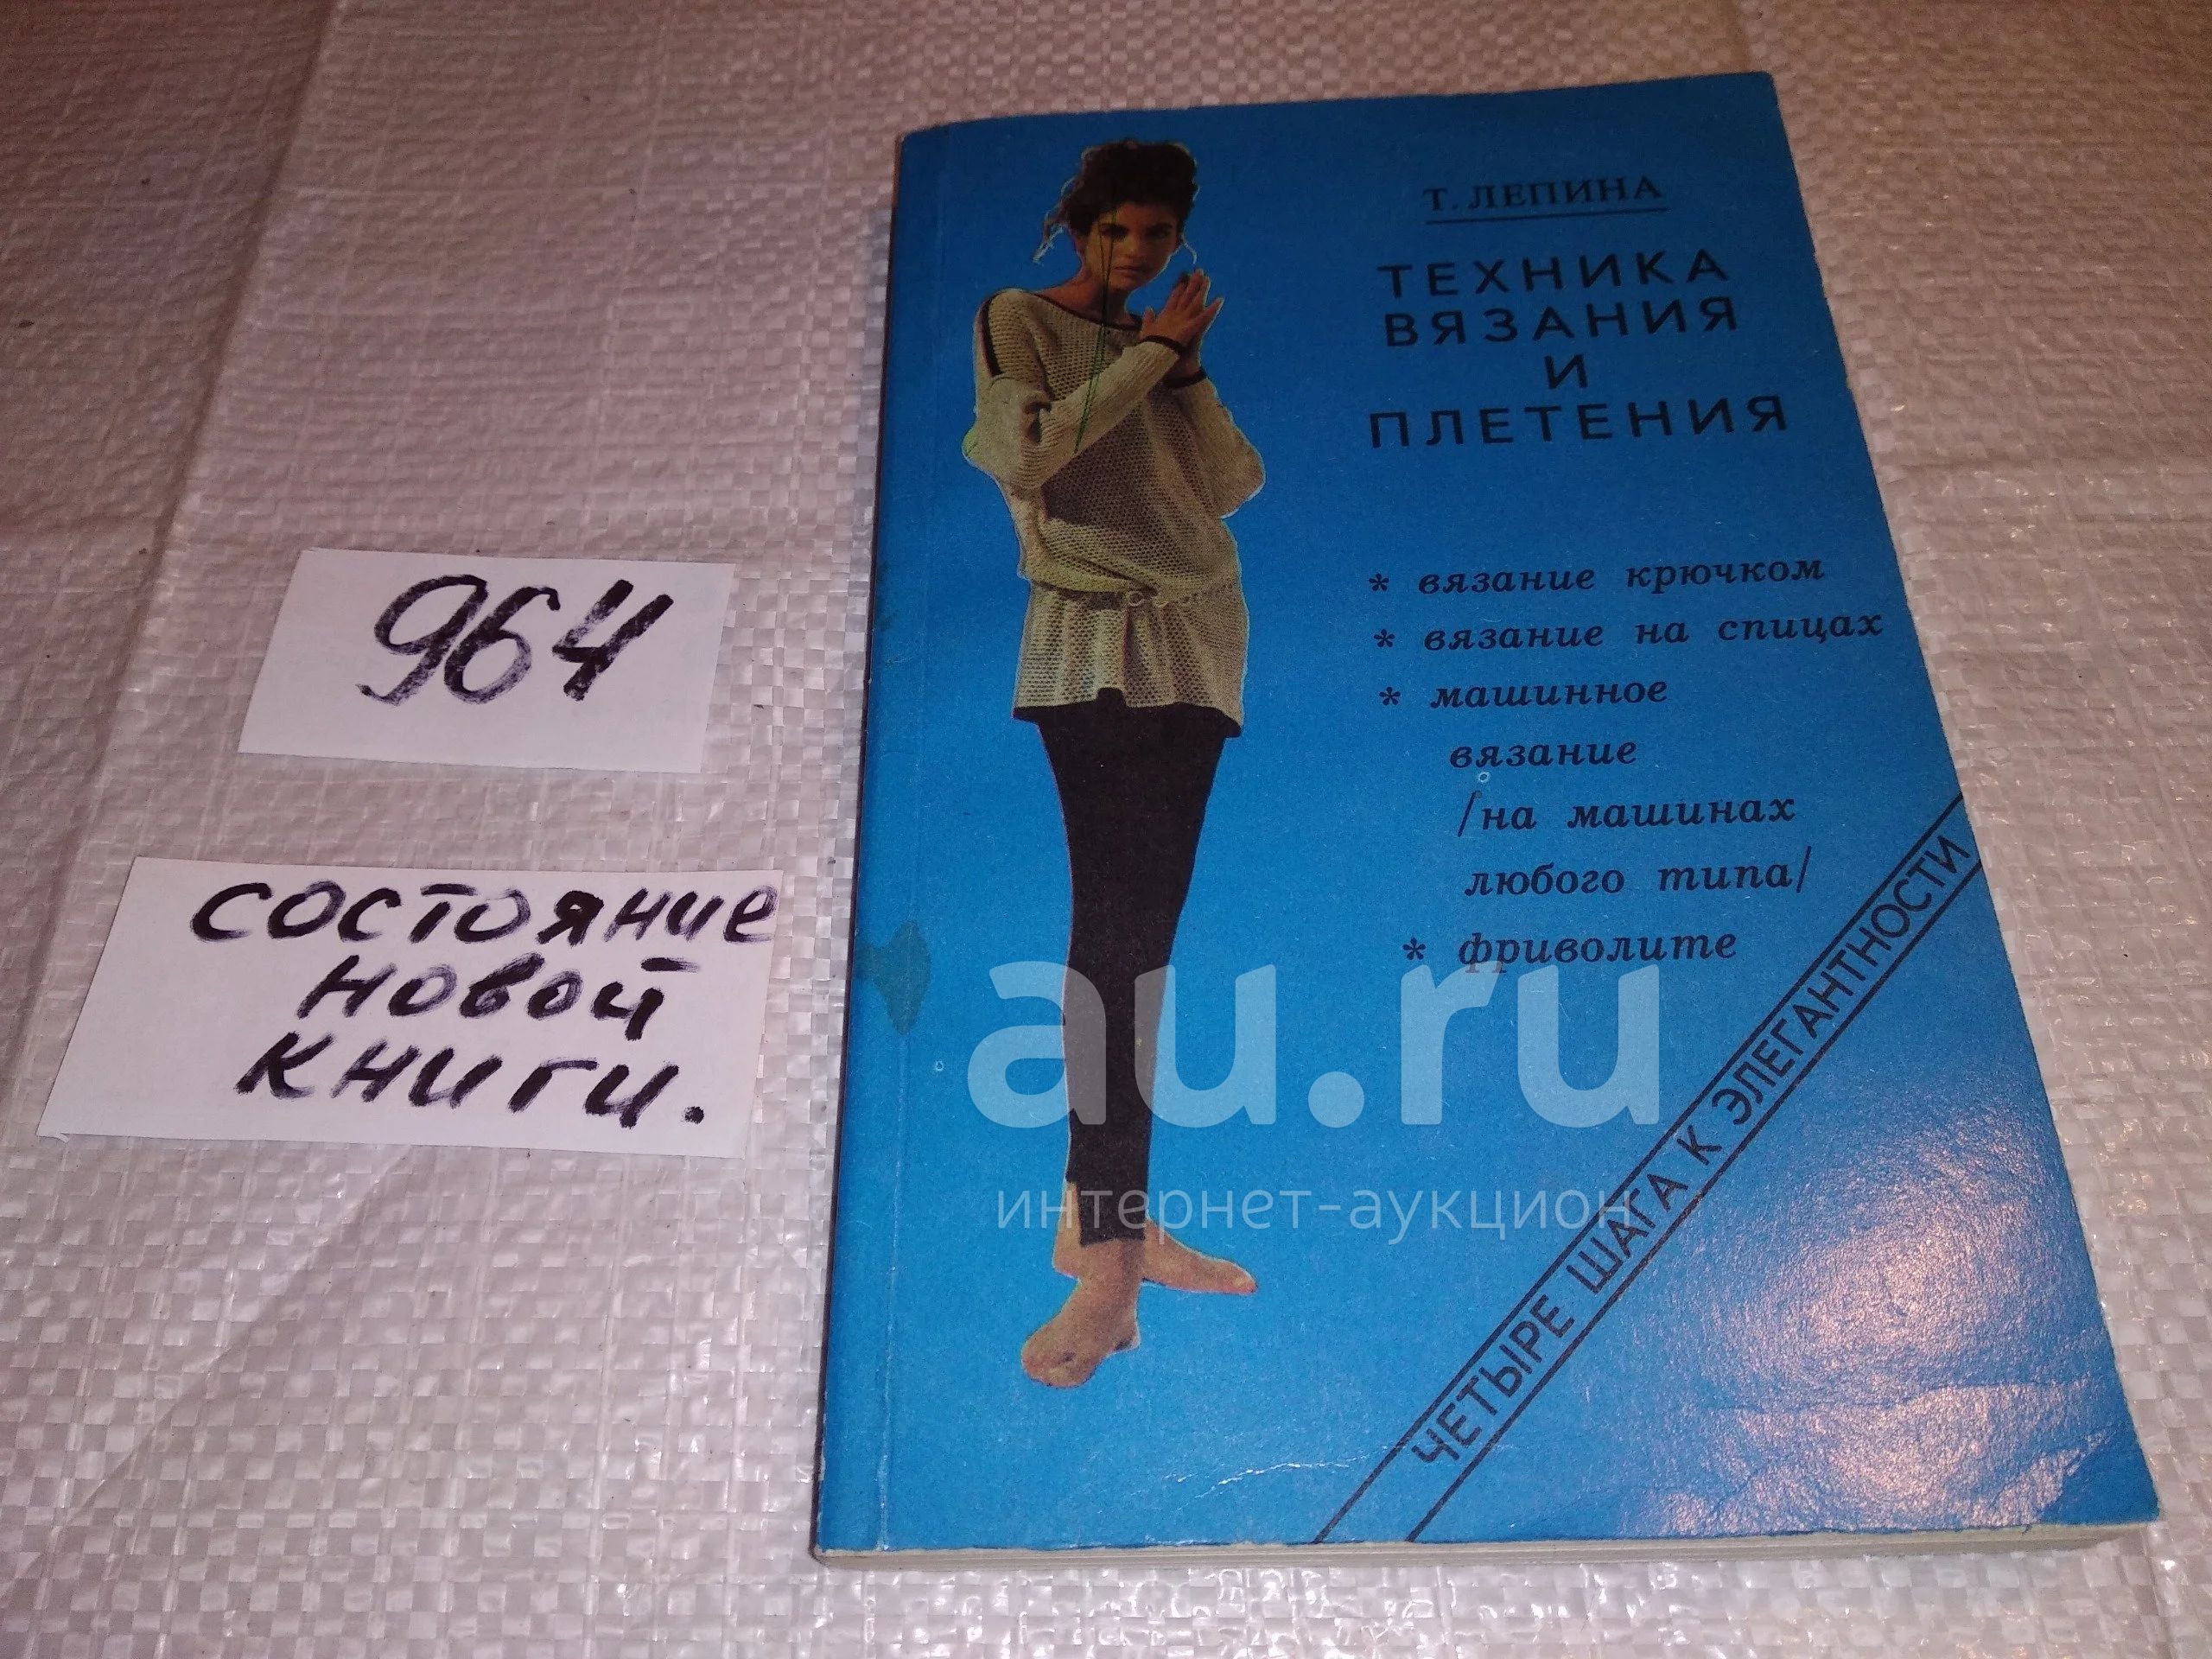 964
состояние
новой
книги.
Т. ЛЕПИНА
ТЕХНИКА
ВЯЗАНИЯ
И
ПЛЕТЕНИЯ
* вязание крючком
* вязание на спицах
* машинное
вязание
/на машинах
любого типа/
* фриволите
ЧЕТЫРЕ ШАГА К ЭЛЕГАНТНОСТИ
au.ru
интернет-аукцион